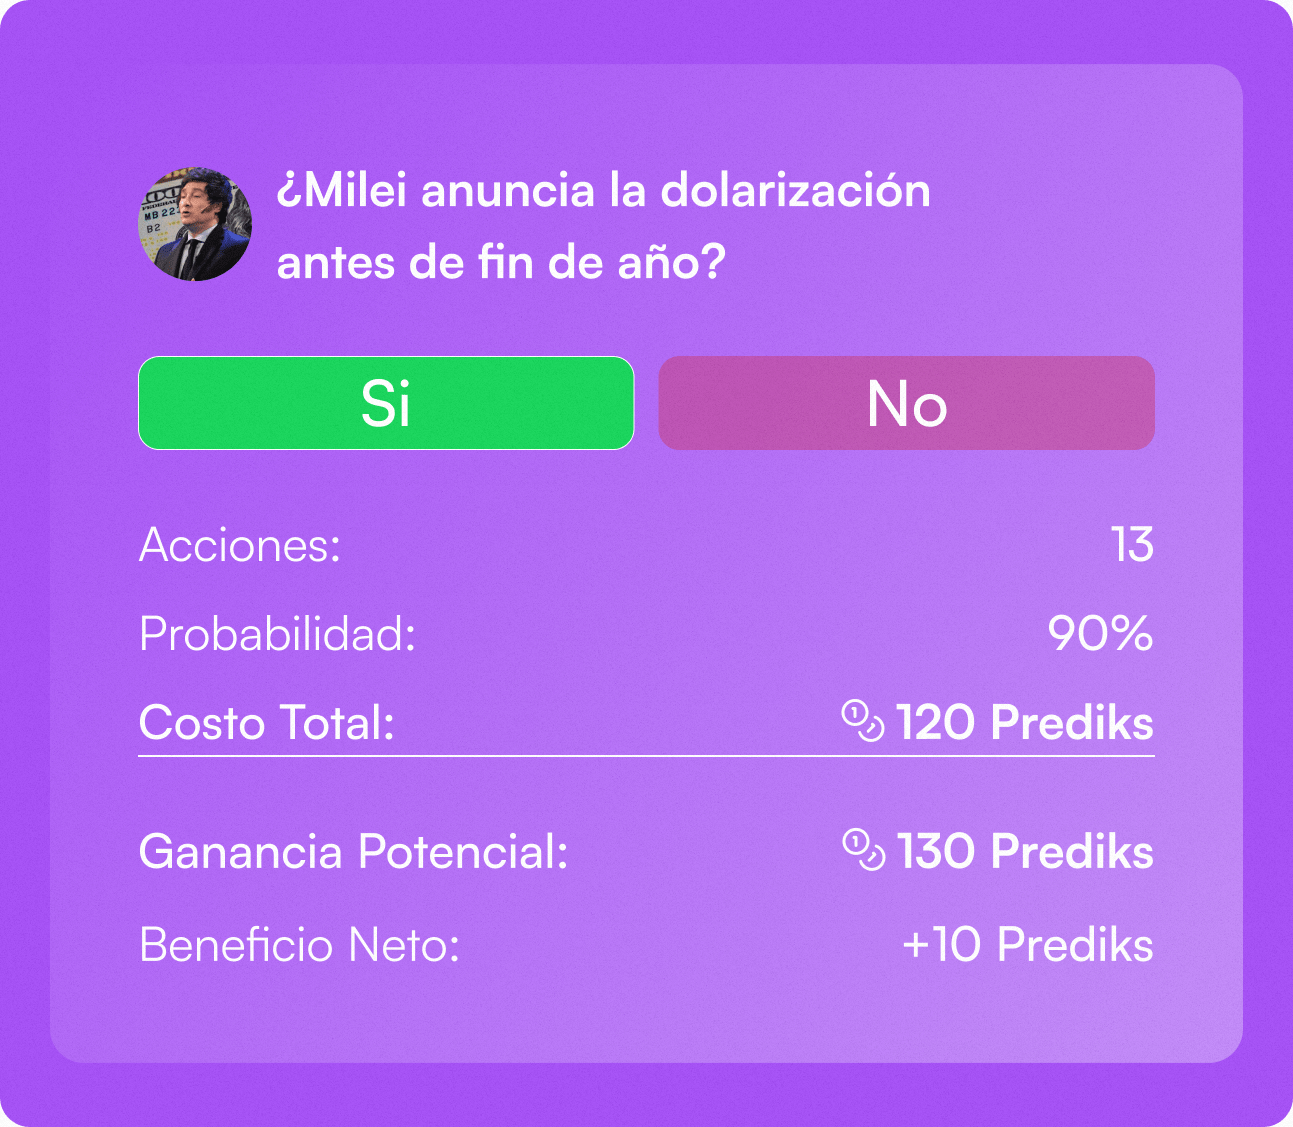 ¿Milei anuncia la dolarización
antes de fin de año?
Si No
Acciones: 13
Probabilidad: 90%
Costo Total: 120 Prediks
Ganancia Potencial: 130 Prediks
Beneficio Neto: +10 Prediks